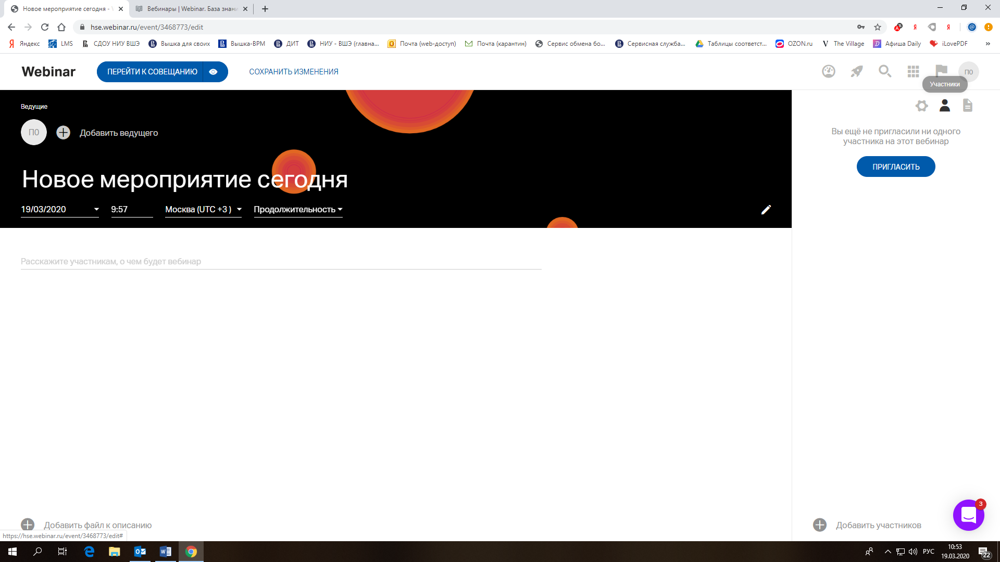 Новое мероприятие сегодня -
Вебинары | Webinar. База знани
hse.webinar.ru/event/3468773/edit
Яндекс
LMS
СДОУ НИУ ВШЭ
Вышка для своих
Вышка-BPM
ДИТ
НИУ - ВШЭ (главна...
Почта (web-доступ)
Почта (карантин)
Сервис обмена бо...
Сервисная служба...
Таблицы соответст...
OZON.ru
The Village
Афиша Daily
iLovePDF
»
Webinar
ПЕРЕЙТИ К СОВЕЩАНИЮ
СОХРАНИТЬ ИЗМЕНЕНИЯ
П0
Участники
Ведущие
П0
Добавить ведущего
Новое мероприятие сегодня
19/03/2020
9:57
Москва (UTC +3 )
Продолжительность
Вы ещё не пригласили ни одного
участника на этот вебинар
ПРИГЛАСИТЬ
Расскажите участникам, о чем будет вебинар
Добавить файл к описанию
Добавить участников
3
https://hse.webinar.ru/event/3468773/edit#
РУС
10:53
19.03.2020
22